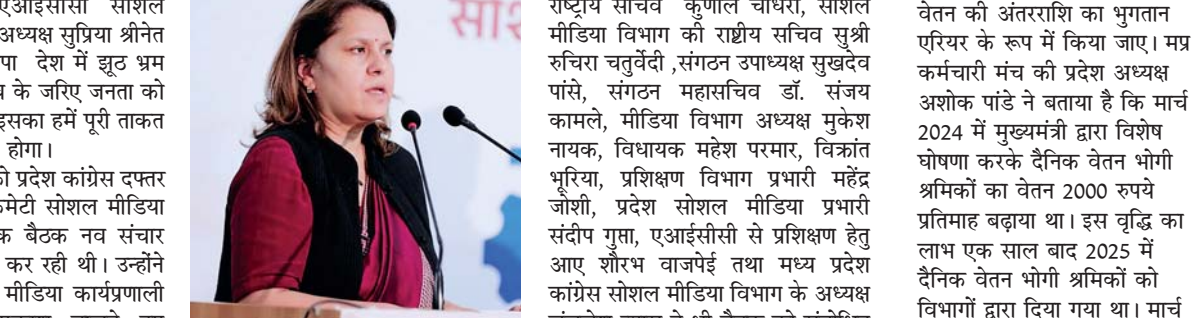 एआईसीसी सोशल
अध्यक्ष सुप्रिया श्रीनेत
पा देश में झूठ भ्रम
के जरिए जनता को
इसका हमें पूरी ताकत
होगा।
प्रदेश कांग्रेस दफ्तर
मेटी सोशल मीडिया
क बैठक नव संचार
कर रही थी। उन्होंने
मीडिया कार्यप्रणाली
सोश
राष्ट्रीय सचिव कुणाल चौधरी, सोशल
मीडिया विभाग की राष्ट्रीय सचिव सुश्री
रुचिरा चतुर्वेदी ,संगठन उपाध्यक्ष सुखदेव
पांसे, संगठन महासचिव डॉ. संजय
कामले, मीडिया विभाग अध्यक्ष मुकेश
नायक, विधायक महेश परमार, विक्रांत
भूरिया, प्रशिक्षण विभाग प्रभारी महेंद्र
जोशी, प्रदेश सोशल मीडिया प्रभारी
संदीप गुप्ता, एआईसीसी से प्रशिक्षण हेतु
आए शौरभ वाजपेई तथा मध्य प्रदेश
कांग्रेस सोशल मीडिया विभाग के अध्यक्ष
वेतन की अंतरराशि का भुगतान
एरियर के रूप में किया जाए। मप्र
कर्मचारी मंच की प्रदेश अध्यक्ष
अशोक पांडे ने बताया है कि मार्च
2024 में मुख्यमंत्री द्वारा विशेष
घोषणा करके दैनिक वेतन भोगी
श्रमिकों का वेतन 2000 रुपये
प्रतिमाह बढ़ाया था। इस वृद्धि का
लाभ एक साल बाद 2025 में
दैनिक वेतन भोगी श्रमिकों को
विभागों द्वारा दिया गया था। मार्च